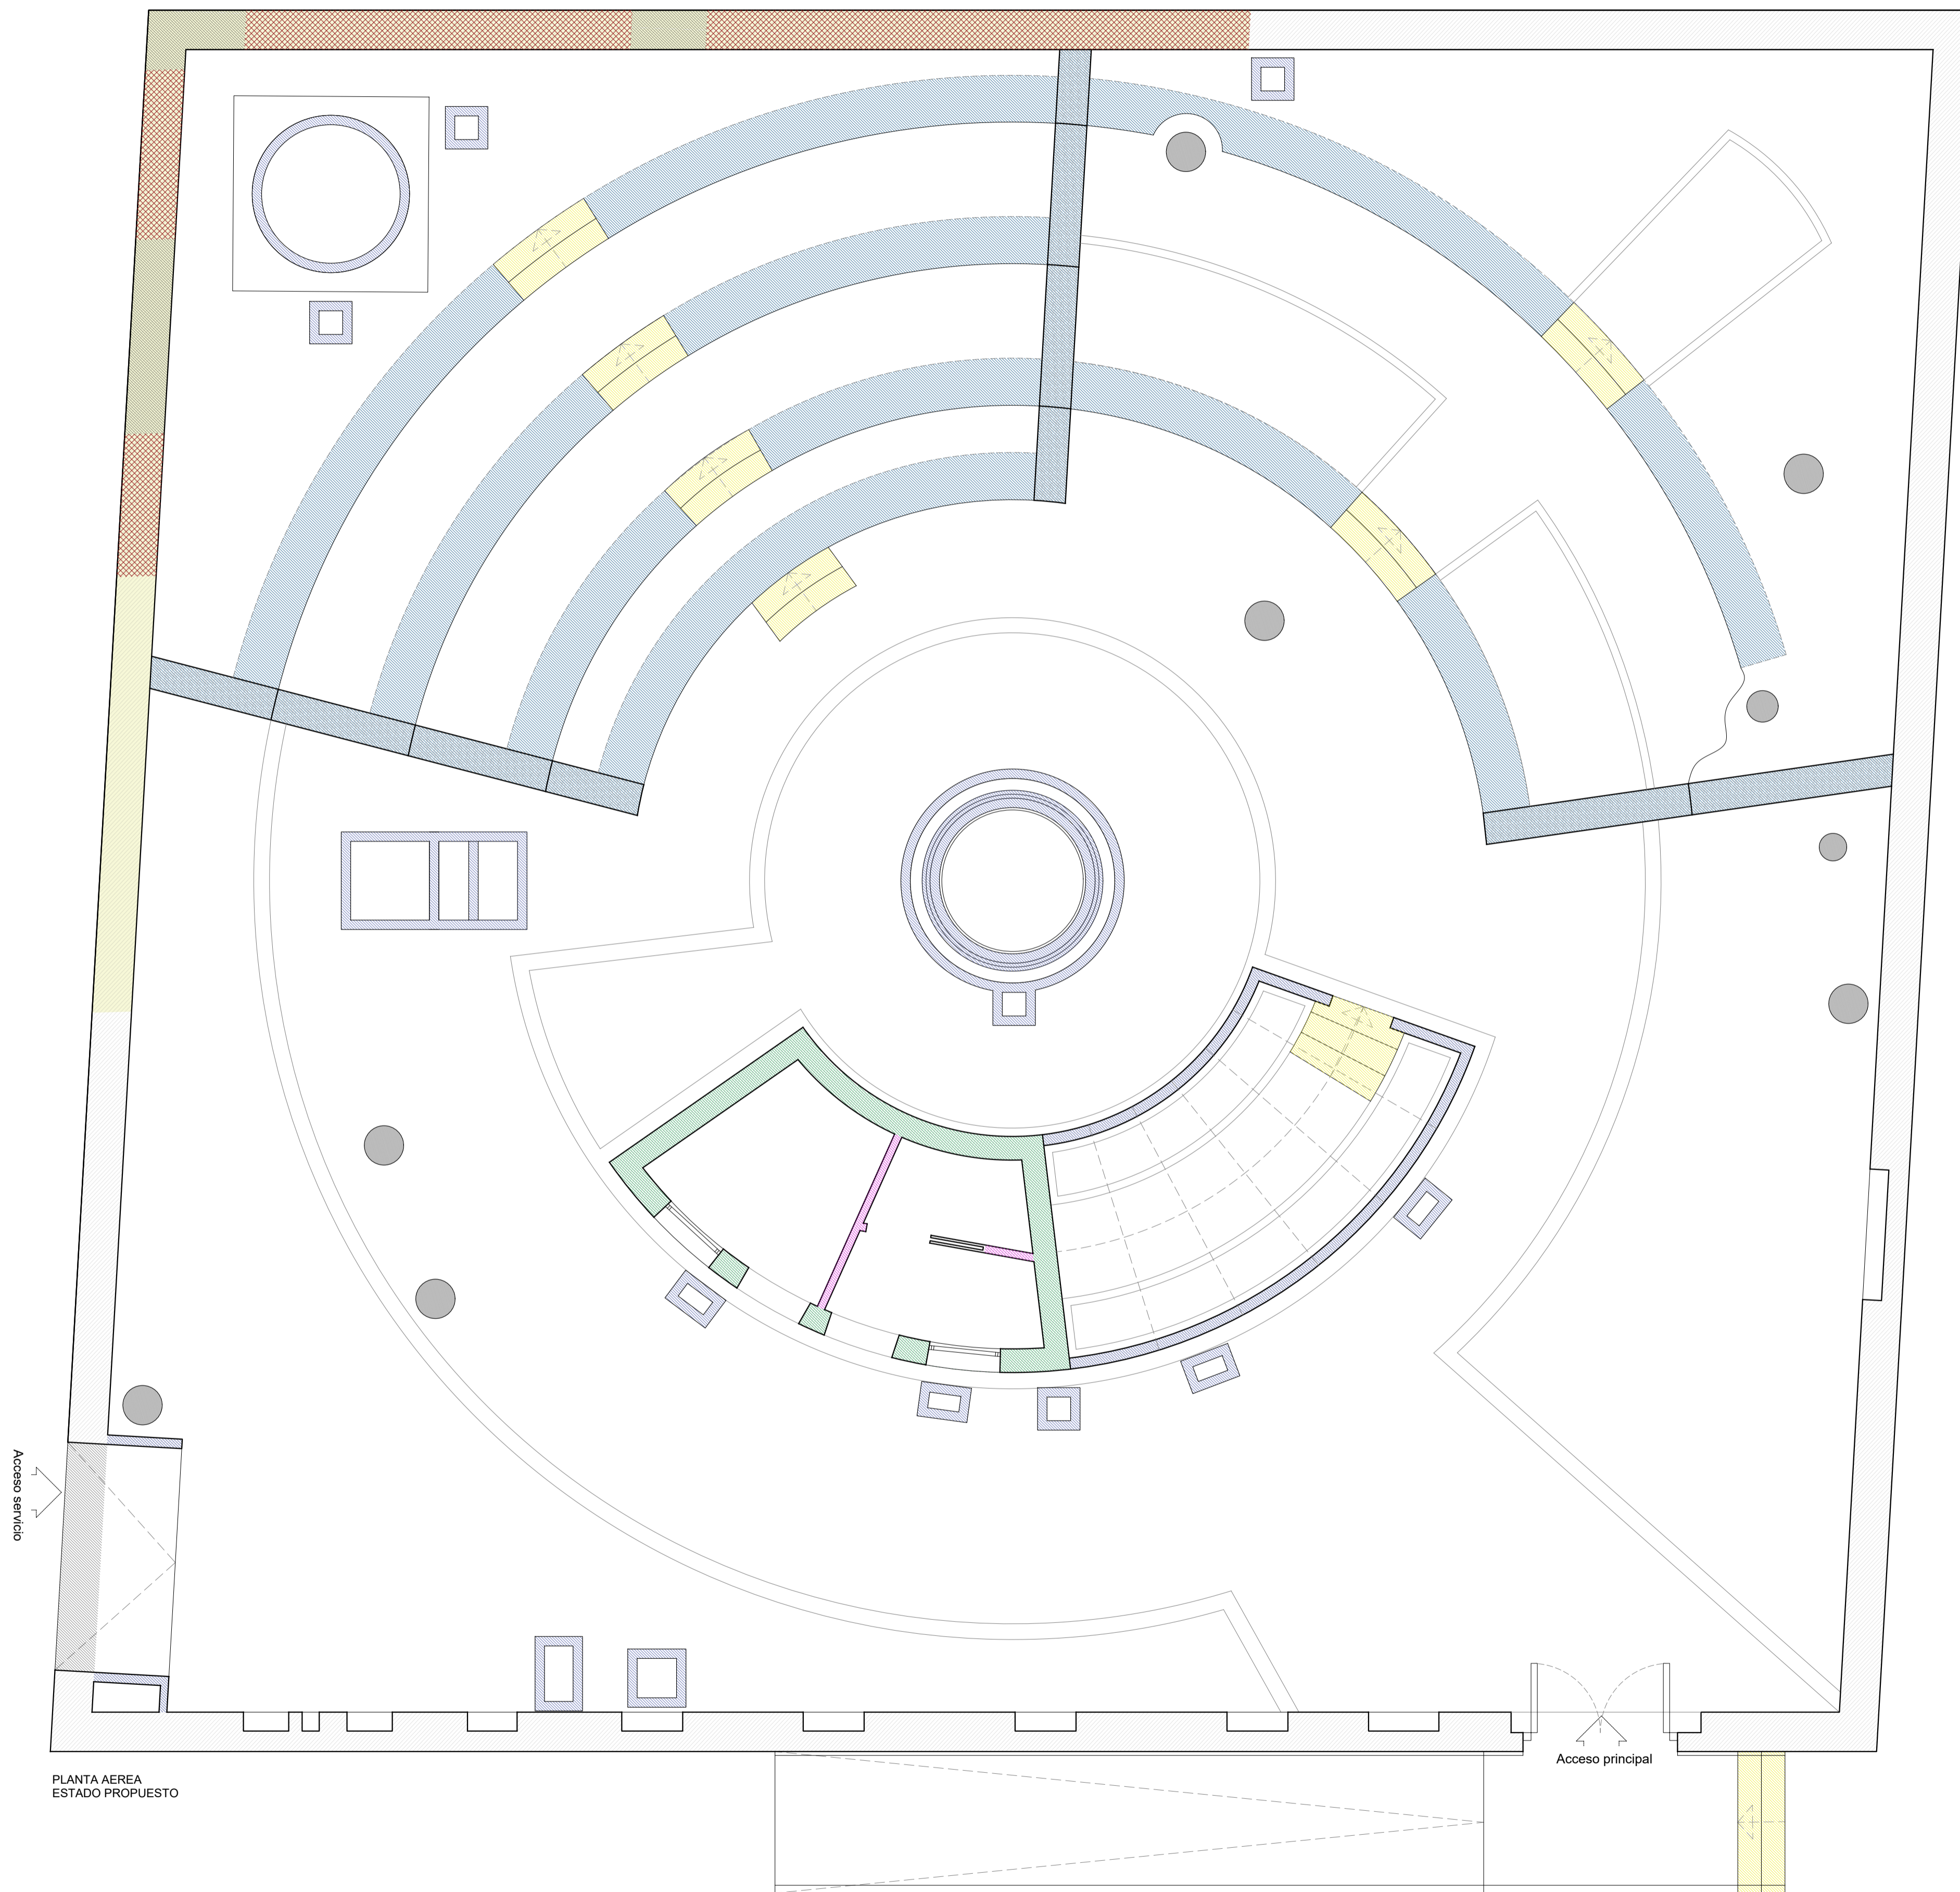 Acceso servicio
Acceso principal
PLANTA AEREA
ESTADO PROPUESTO